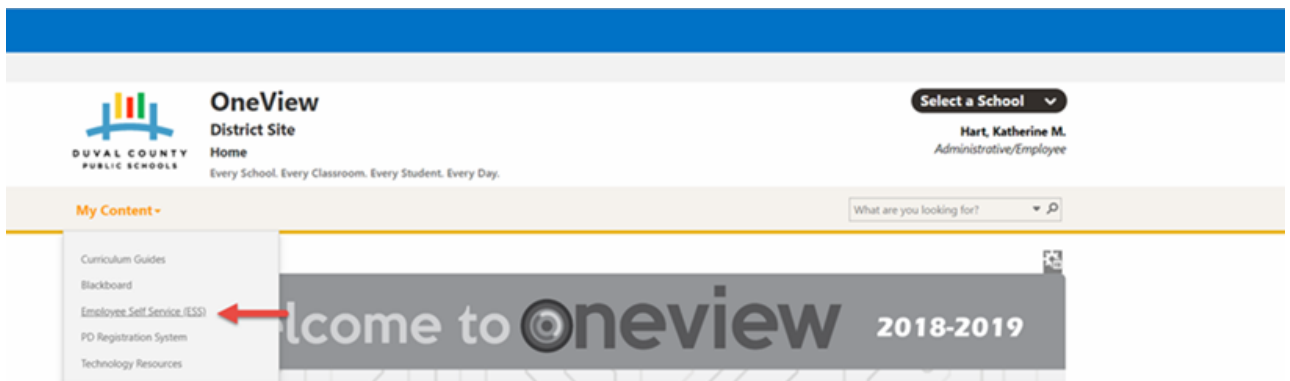 OneView
District Site
Home
Every School. Every Classroom. Every Student. Every Day.
DUVAL COUNTY
PUBLIC SCHOOLS
Select a School
Hart, Katherine M.
Administrative/Employee
My Content
What are you looking for?
Curriculum Guides
Blackboard
Employee Self Service (ESS)
PD Registration System
Technology Resources
lcome to oneview 2018-2019